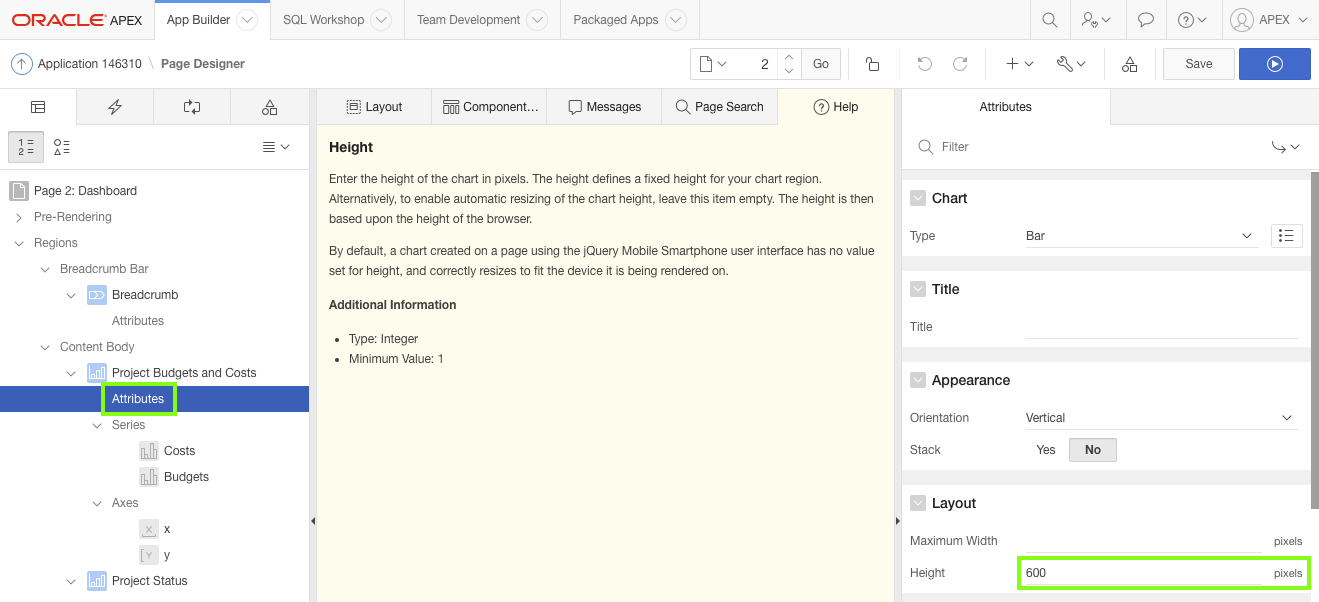 ORACLE APEX
App Builder
SQL Workshop
Team Development
Packaged Apps
APEX
Application 146310 \ Page Designer
2
Go
Save
Layout
Component...
Messages
Page Search
Help
Attributes
1 =
2 =
Filter
Page 2: Dashboard
Pre-Rendering
Regions
Breadcrumb Bar
Breadcrumb
Attributes
Content Body
Project Budgets and Costs
Attributes
Series
Costs
Budgets
Axes
X
x
Y
y
Project Status
Height
Enter the height of the chart in pixels. The height defines a fixed height for your chart region.
Alternatively, to enable automatic resizing of the chart height, leave this item empty. The height is then
based upon the height of the browser.
By default, a chart created on a page using the jQuery Mobile Smartphone user interface has no value
set for height, and correctly resizes to fit the device it is being rendered on.
Additional Information
• Type: Integer
• Minimum Value: 1
Chart
Type Bar
Title
Title
Appearance
Orientation Vertical
Stack Yes No
Layout
Maximum Width pixels
Height 600 pixels